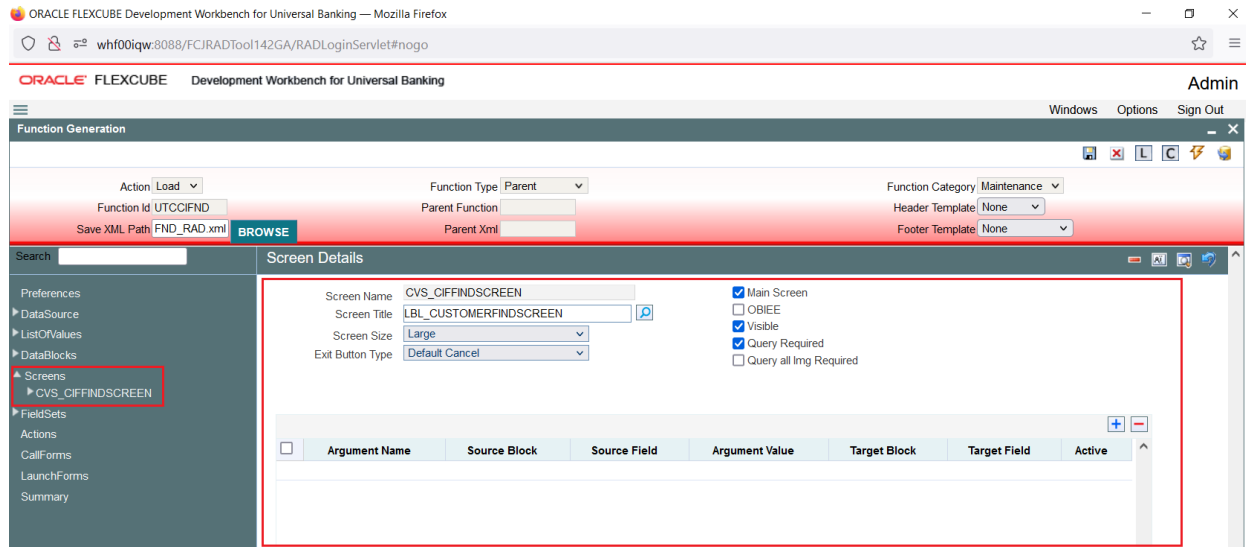 ORACLE FLEXCUBE Development Workbench for Universal Banking — Mozilla Firefox
whf00iqw:8088/FCJRADTool142GA/RADLoginServlet#nogo
ORACLE FLEXCUBE Development Workbench for Universal Banking Admin
Windows Options Sign Out
Function Generation
L C
Action Load Function Type Parent Function Category Maintenance
Function Id UTCCIFND Parent Function Header Template None
Save XML Path FND_RAD.xml BROWSE Parent Xml Footer Template None
Search Screen Details
Preferences
DataSource
ListOfValues
DataBlocks
Screens
CVS_CIFFINDSCREEN
FieldSets
Actions
CallForms
LaunchForms
Summary
Screen Name CVS_CIFFINDSCREEN Main Screen
Screen Title LBL_CUSTOMERFINDSCREEN OBIEE
Screen Size Large Visible
Exit Button Type Default Cancel Query Required
Query all Img Required
Argument Name Source Block Source Field Argument Value Target Block Target Field Active